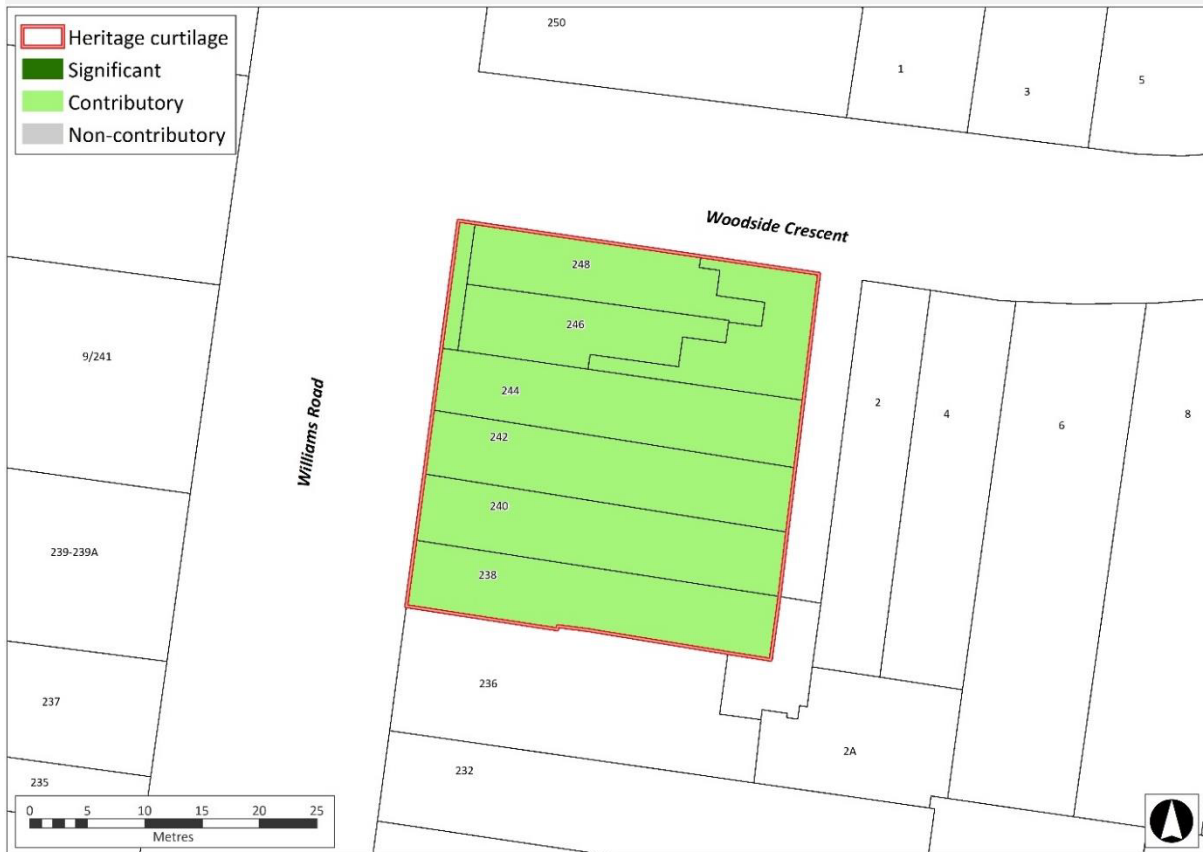 Heritage curtilage
Significant
Contributory
Non-contributory
250
1
3
5
Woodside Crescent
248
246
9/241
Williams Road
244
2
4
6
8
242
240
239-239A
238
236
237
2A
232
235
0 5 10 15 20 25
Metres